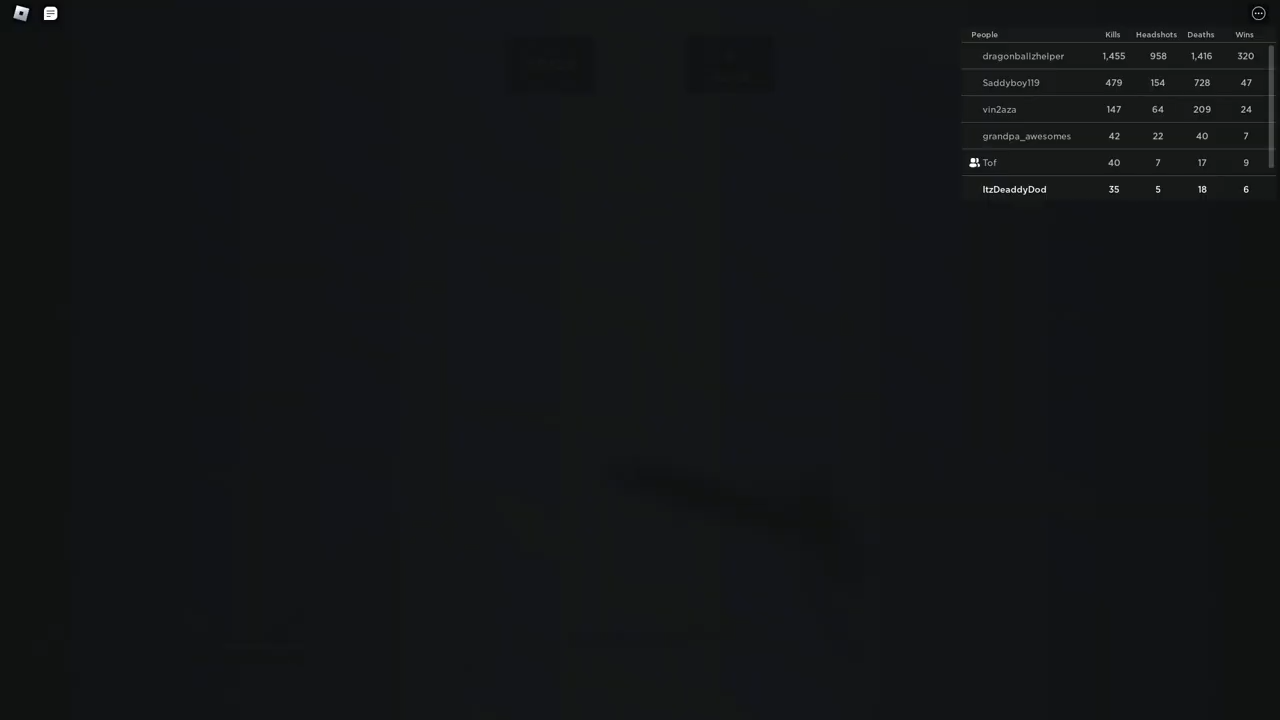 People Kills Headshots Deaths Wins
dragonballzhelper 1,455 958 1,416 320
Saddyboy119 479 154 728 47
vin2aza 147 64 209 24
grandpa_awesomes 42 22 40 7
Tof 40 7 17 9
ItzDeaddyDod 35 5 18 6